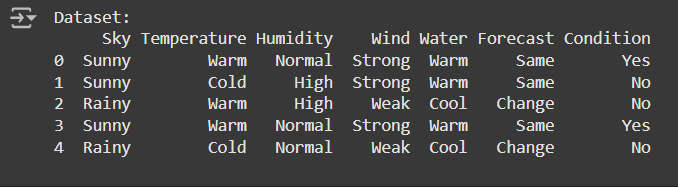 Dataset:
Sky Temperature Humidity Wind Water Forecast Condition
0 Sunny Warm Normal Strong Warm Same Yes
1 Sunny Cold High Strong Warm Same No
2 Rainy Warm High Weak Cool Change No
3 Sunny Warm Normal Strong Warm Same Yes
4 Rainy Cold Normal Weak Cool Change No